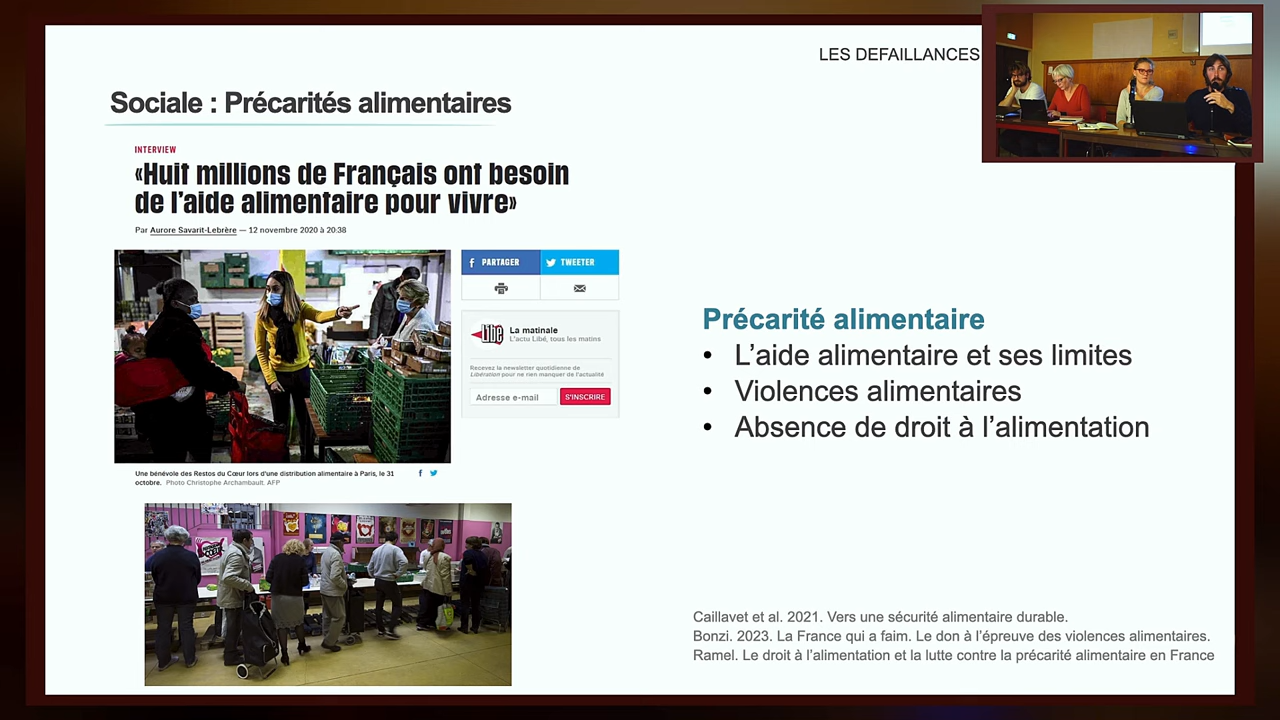 LES DEFAILLANCES
Sociale : Précarités alimentaires
INTERVIEW
«Huit millions de Français ont besoin
de l'aide alimentaire pour vivre»
Par Aurore Savarit-Lebrère — 12 novembre 2020 à 20:38
PARTAGER
TWEETER
Libé
La matinale
L'actu Libé, tous les matins
Recevez la newsletter quotidienne de
Libération pour ne rien manquer de l'actualité
Adresse e-mail
S'INSCRIRE
Une bénévole des Restos du Cœur lors d'une distribution alimentaire à Paris, le 31
octobre. Photo Christophe Archambault. AFP
Précarité alimentaire
• L'aide alimentaire et ses limites
• Violences alimentaires
• Absence de droit à l'alimentation
Caillavet et al. 2021. Vers une sécurité alimentaire durable.
Bonzi. 2023. La France qui a faim. Le don à l'épreuve des violences alimentaires.
Ramel. Le droit à l'alimentation et la lutte contre la précarité alimentaire en France